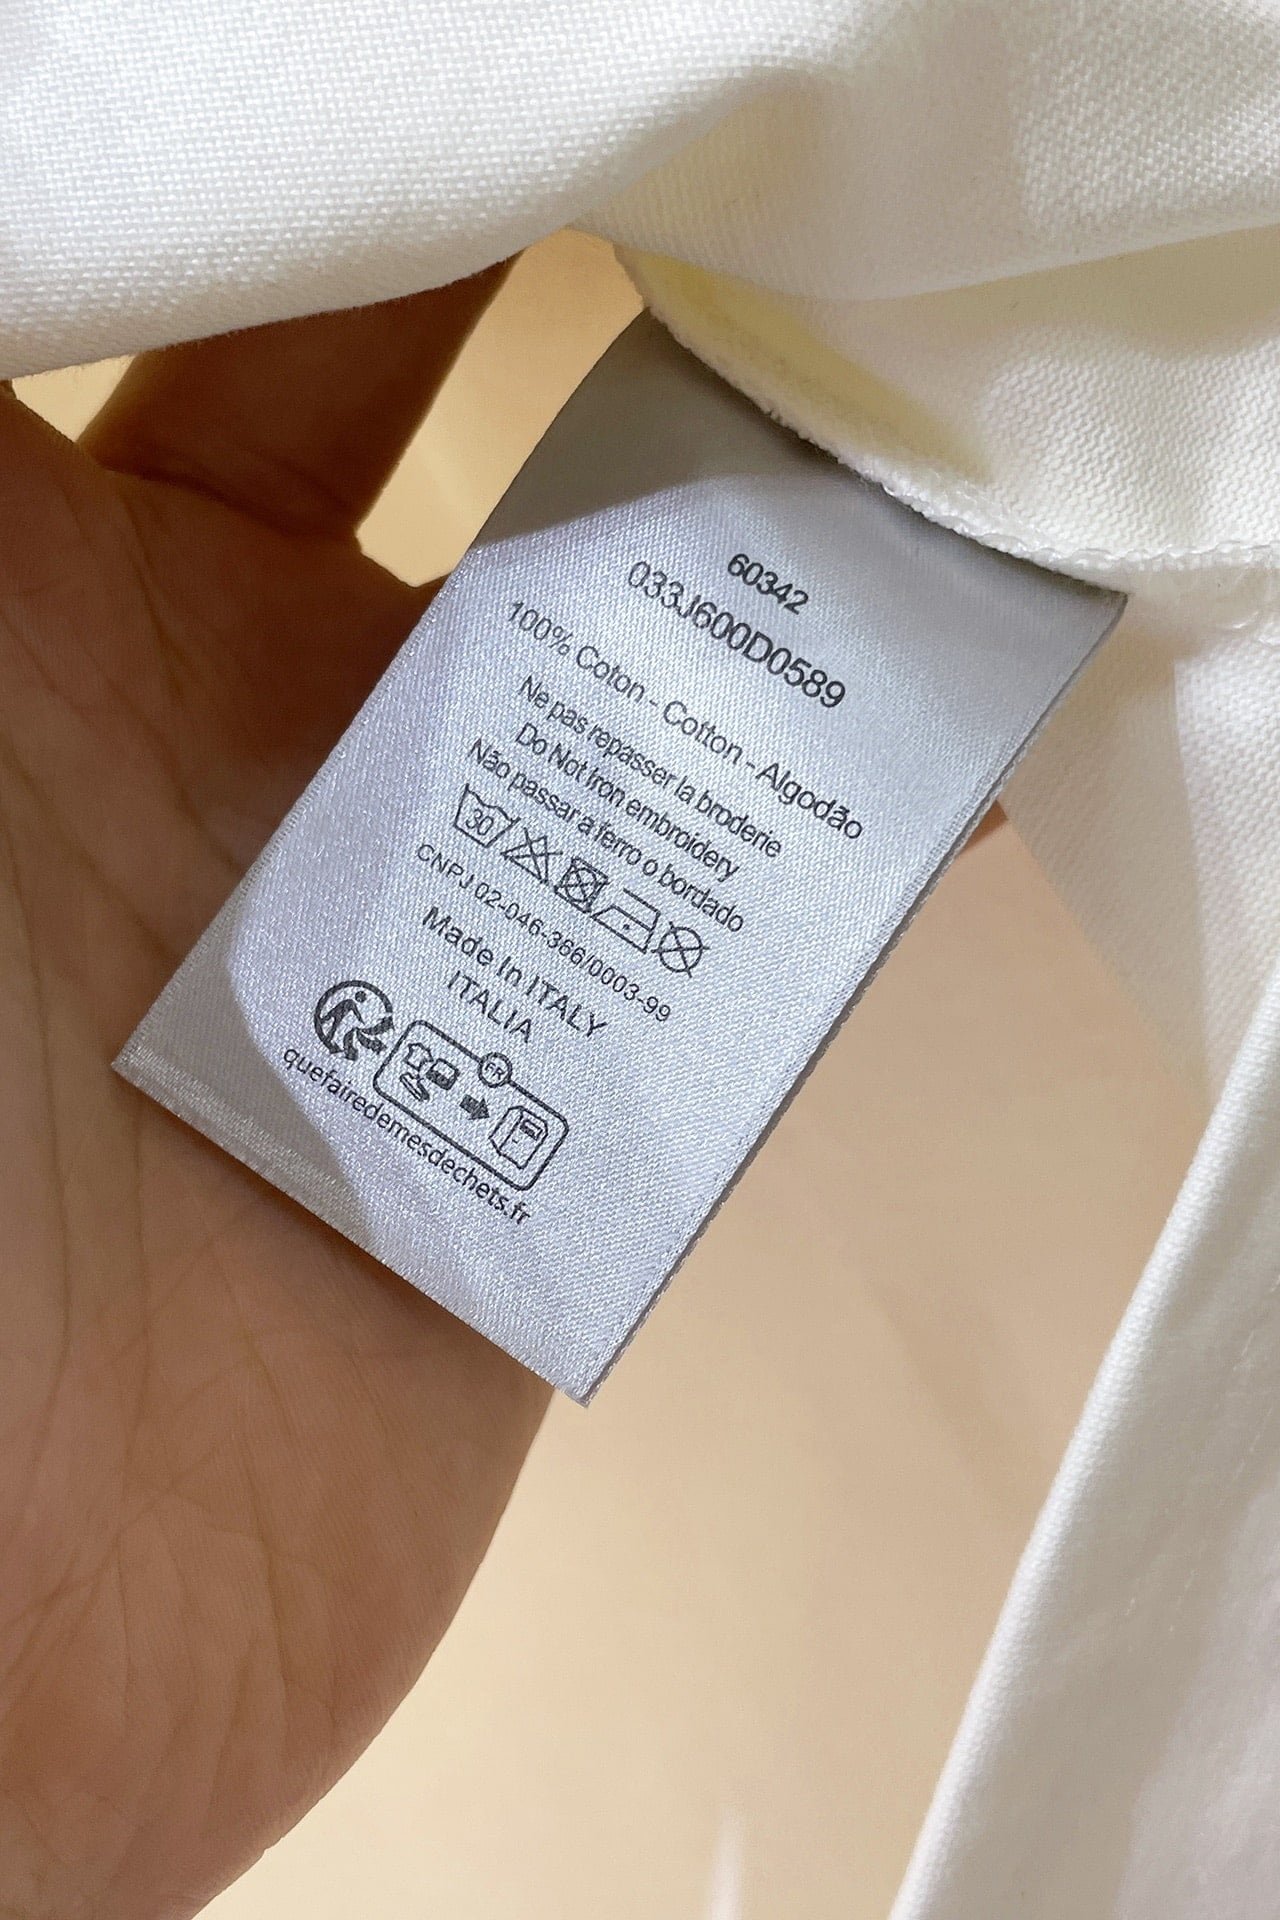 60342
033J600D0589
100% Coton - Cotton - Algodão
Ne pas repasser la broderie
Do Not Iron embroidery
Não passar a ferro o bordado
30
CNPJ 02-046-366/0003-99
Made In ITALY
ITALIA
FR
quefairedemesdechets.fr